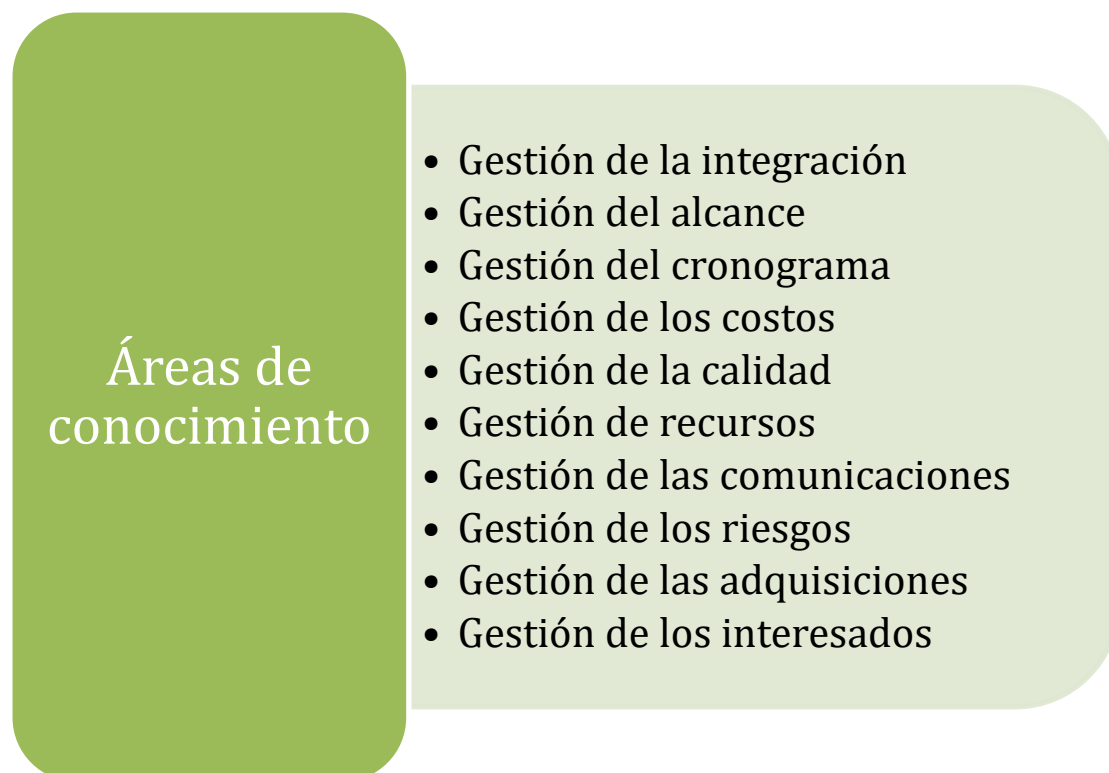 Áreas de
conocimiento
• Gestión de la integración
• Gestión del alcance
• Gestión del cronograma
• Gestión de los costos
• Gestión de la calidad
• Gestión de recursos
• Gestión de las comunicaciones
• Gestión de los riesgos
• Gestión de las adquisiciones
• Gestión de los interesados